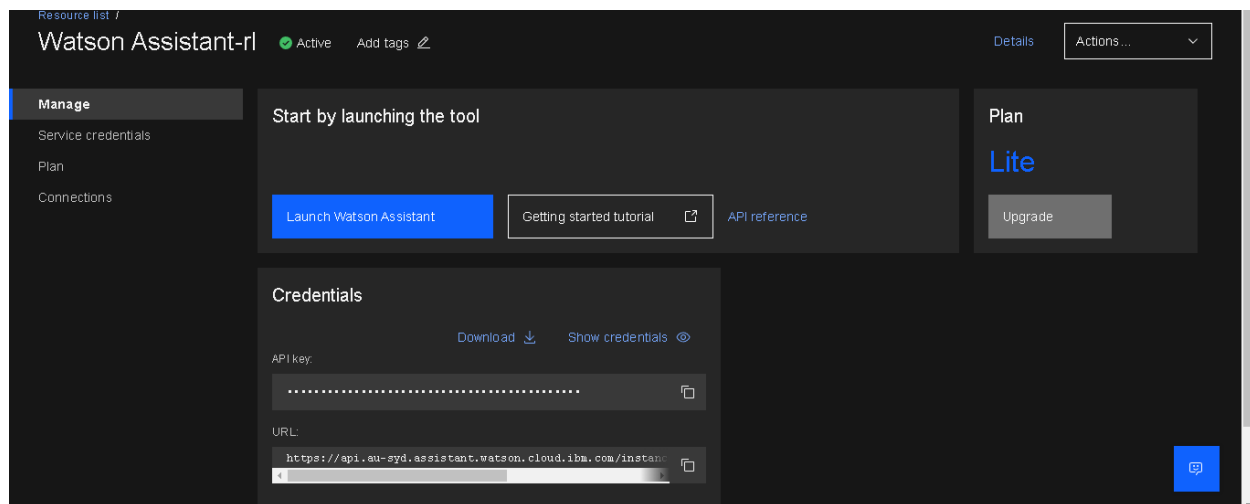 Resource list /
Watson Assistant-rl
Active
Add tags
Details
Actions...
Manage
Service credentials
Plan
Connections
Start by launching the tool
Launch Watson Assistant
Getting started tutorial
API reference
Plan
Lite
Upgrade
Credentials
Download
Show credentials
API key:
•••••••••••••••••••••••••••••••••••••••••••
URL:
https://api.au-syd.assistant.watson.cloud.ibm.com/instanc